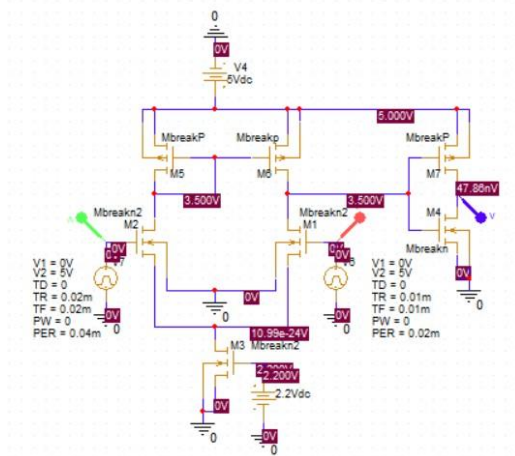 0
0V
V4
5Vdc
5.000V
MbreakP
Mbreakp
MbreakP
M5
M6
M7
3.500V
3.500V
47.86nV
Mbreakn2
Mbreakn2
M4
V
M2
M1
Mbreakn
0V
0V
0V
V1 = 0V
V2 = 5V
TD = 0
TR = 0.02m
TF = 0.02m
PW = 0
PER = 0.04m
0V
0
0V
0
0V
0
V1 = 0V
V2 = 5V
TD = 0
TR = 0.01m
TF = 0.01m
PW = 0
PER = 0.02m
0
10.99e-24V
M3
Mbreakn2
2.200V
2.2Vdc
0V
0
0V
0